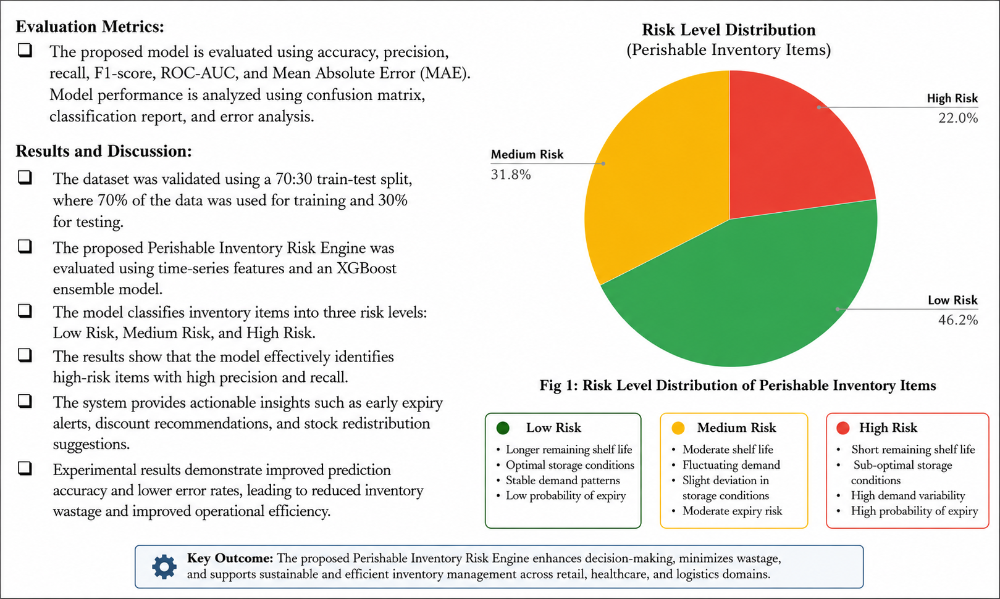 Evaluation Metrics:
The proposed model is evaluated using accuracy, precision,
recall, F1-score, ROC-AUC, and Mean Absolute Error (MAE).
Model performance is analyzed using confusion matrix,
classification report, and error analysis.
Results and Discussion:
The dataset was validated using a 70:30 train-test split,
where 70% of the data was used for training and 30%
for testing.
The proposed Perishable Inventory Risk Engine was
evaluated using time-series features and an XGBoost
ensemble model.
The model classifies inventory items into three risk levels:
Low Risk, Medium Risk, and High Risk.
The results show that the model effectively identifies
high-risk items with high precision and recall.
The system provides actionable insights such as early expiry
alerts, discount recommendations, and stock redistribution
suggestions.
Experimental results demonstrate improved prediction
accuracy and lower error rates, leading to reduced inventory
wastage and improved operational efficiency.
Risk Level Distribution
(Perishable Inventory Items)
High Risk
22.0%
Medium Risk
31.8%
Low Risk
46.2%
Fig 1: Risk Level Distribution of Perishable Inventory Items
Low Risk
• Longer remaining shelf life
• Optimal storage conditions
• Stable demand patterns
• Low probability of expiry
Medium Risk
• Moderate shelf life
• Fluctuating demand
• Slight deviation in
storage conditions
• Moderate expiry risk
High Risk
• Short remaining shelf life
• Sub-optimal storage
conditions
• High demand variability
• High probability of expiry
Key Outcome: The proposed Perishable Inventory Risk Engine enhances decision-making, minimizes wastage,
and supports sustainable and efficient inventory management across retail, healthcare, and logistics domains.